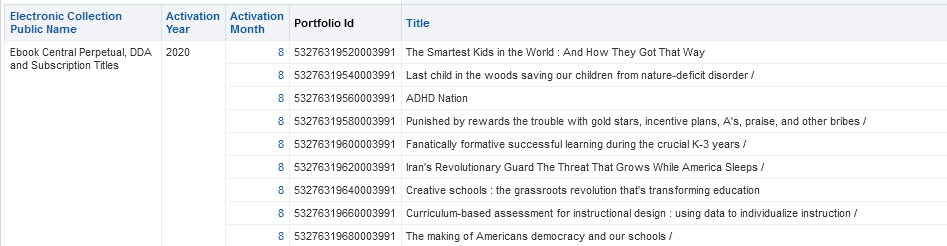 Electronic Collection Public Name Activation Year Activation Month Portfolio Id Title
Ebook Central Perpetual, DDA and Subscription Titles 2020 8 53276319520003991 The Smartest Kids in the World : And How They Got That Way
8 53276319540003991 Last child in the woods saving our children from nature-deficit disorder /
8 53276319560003991 ADHD Nation
8 53276319580003991 Punished by rewards the trouble with gold stars, incentive plans, A's, praise, and other bribes /
8 53276319600003991 Fanatically formative successful learning during the crucial K-3 years /
8 53276319620003991 Iran's Revolutionary Guard The Threat That Grows While America Sleeps /
8 53276319640003991 Creative schools : the grassroots revolution that's transforming education
8 53276319660003991 Curriculum-based assessment for instructional design : using data to individualize instruction /
8 53276319680003991 The making of Americans democracy and our schools /